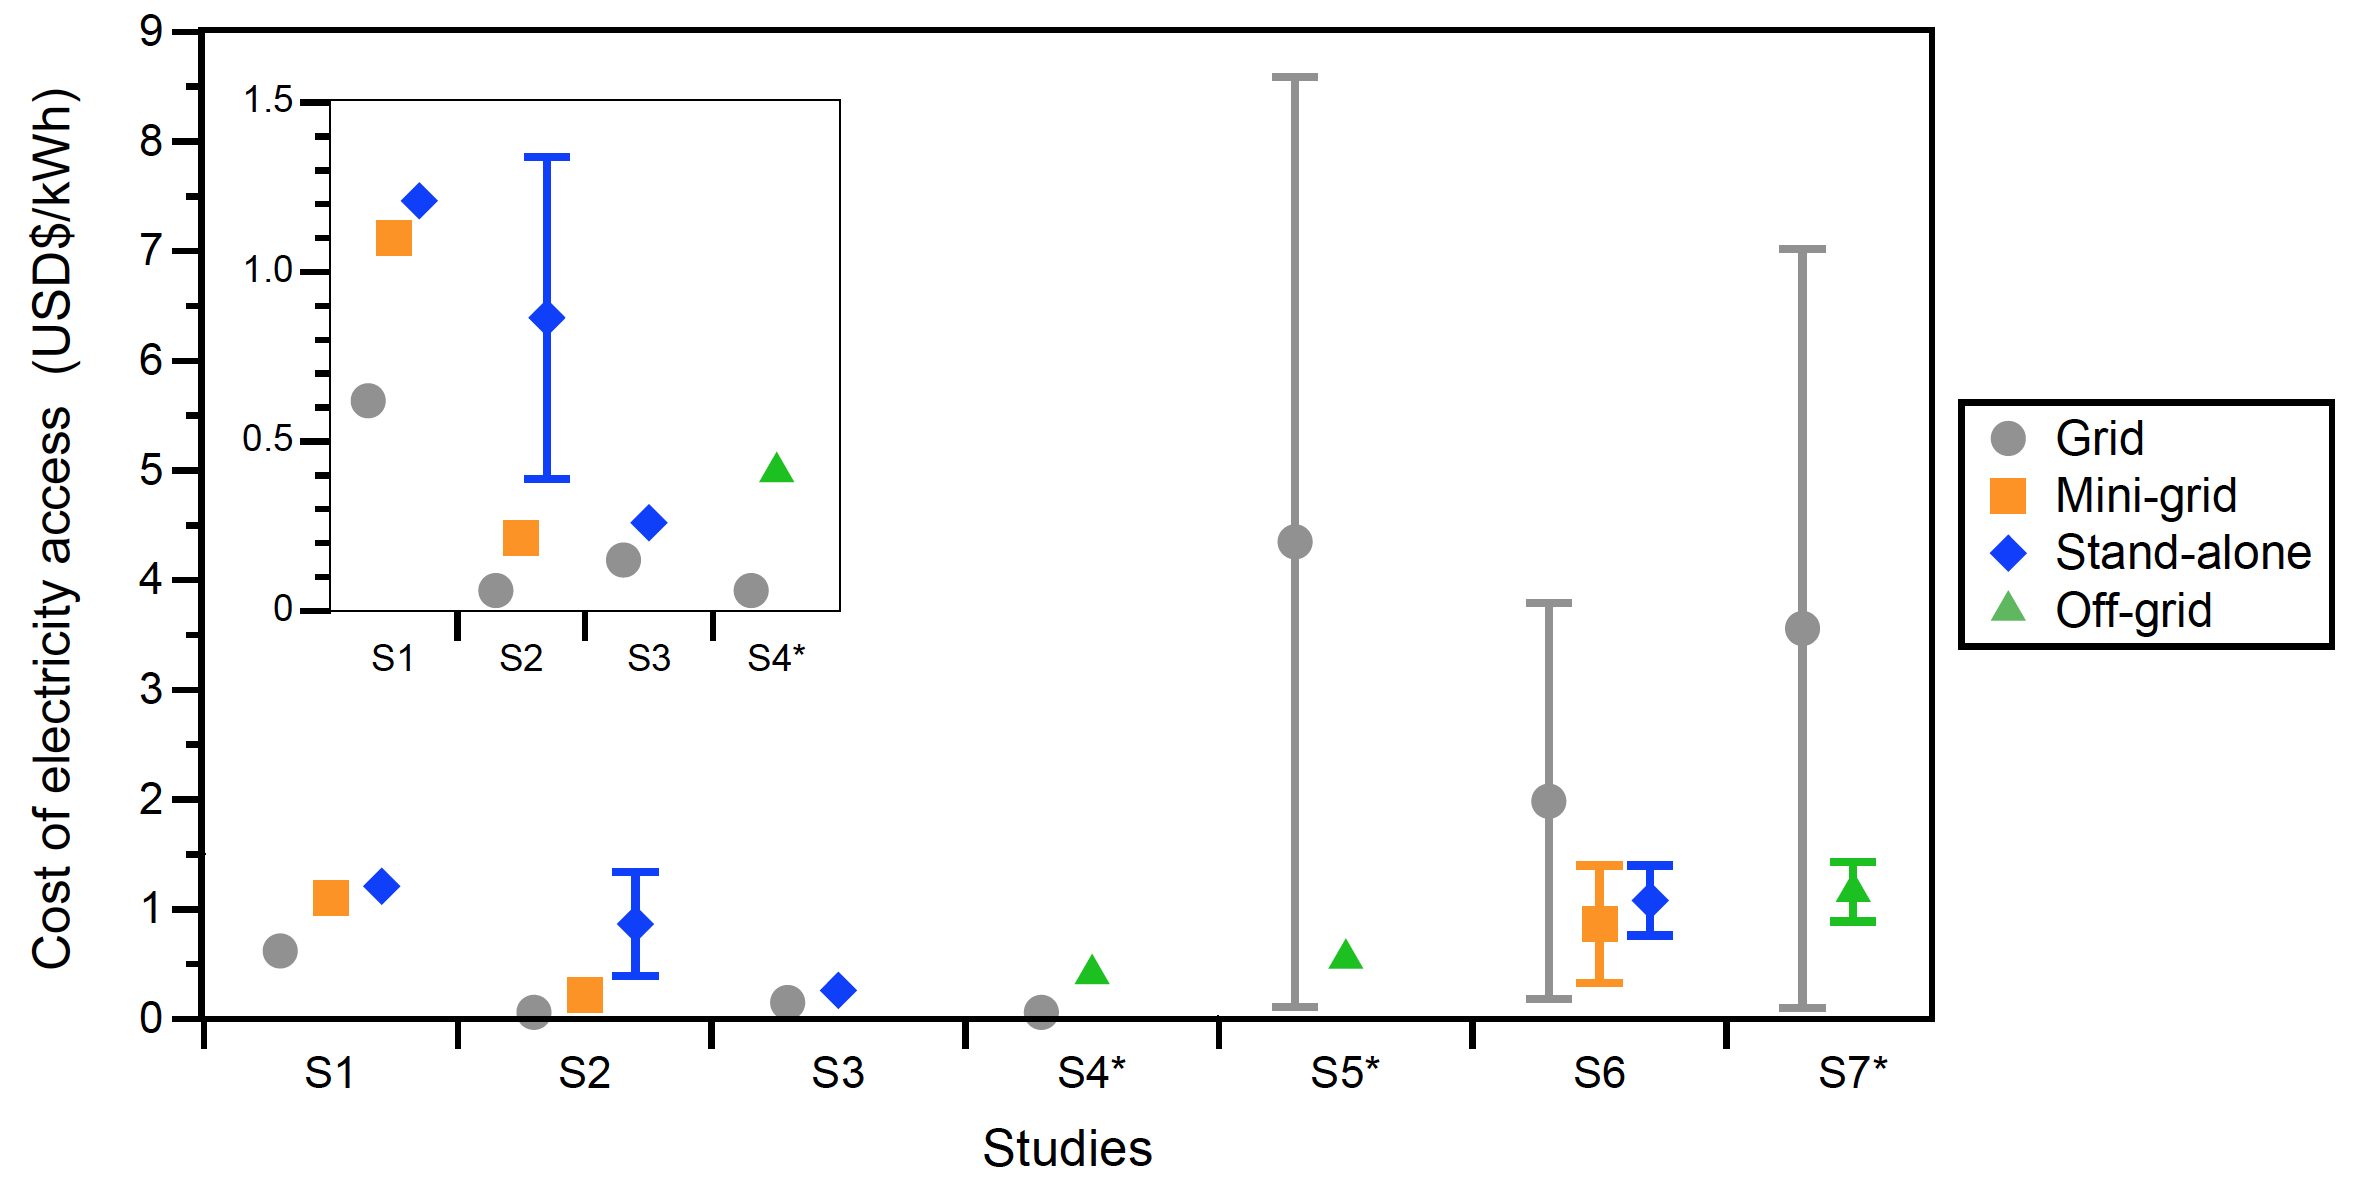 Cost of electricity access (USD$/kWh)
9
8
7
6
5
4
3
2
1
0
1.5
1.0
0.5
0
S1 S2 S3 S4*
S1 S2 S3 S4* S5* S6 S7*
Studies
Grid
Mini-grid
Stand-alone
Off-grid